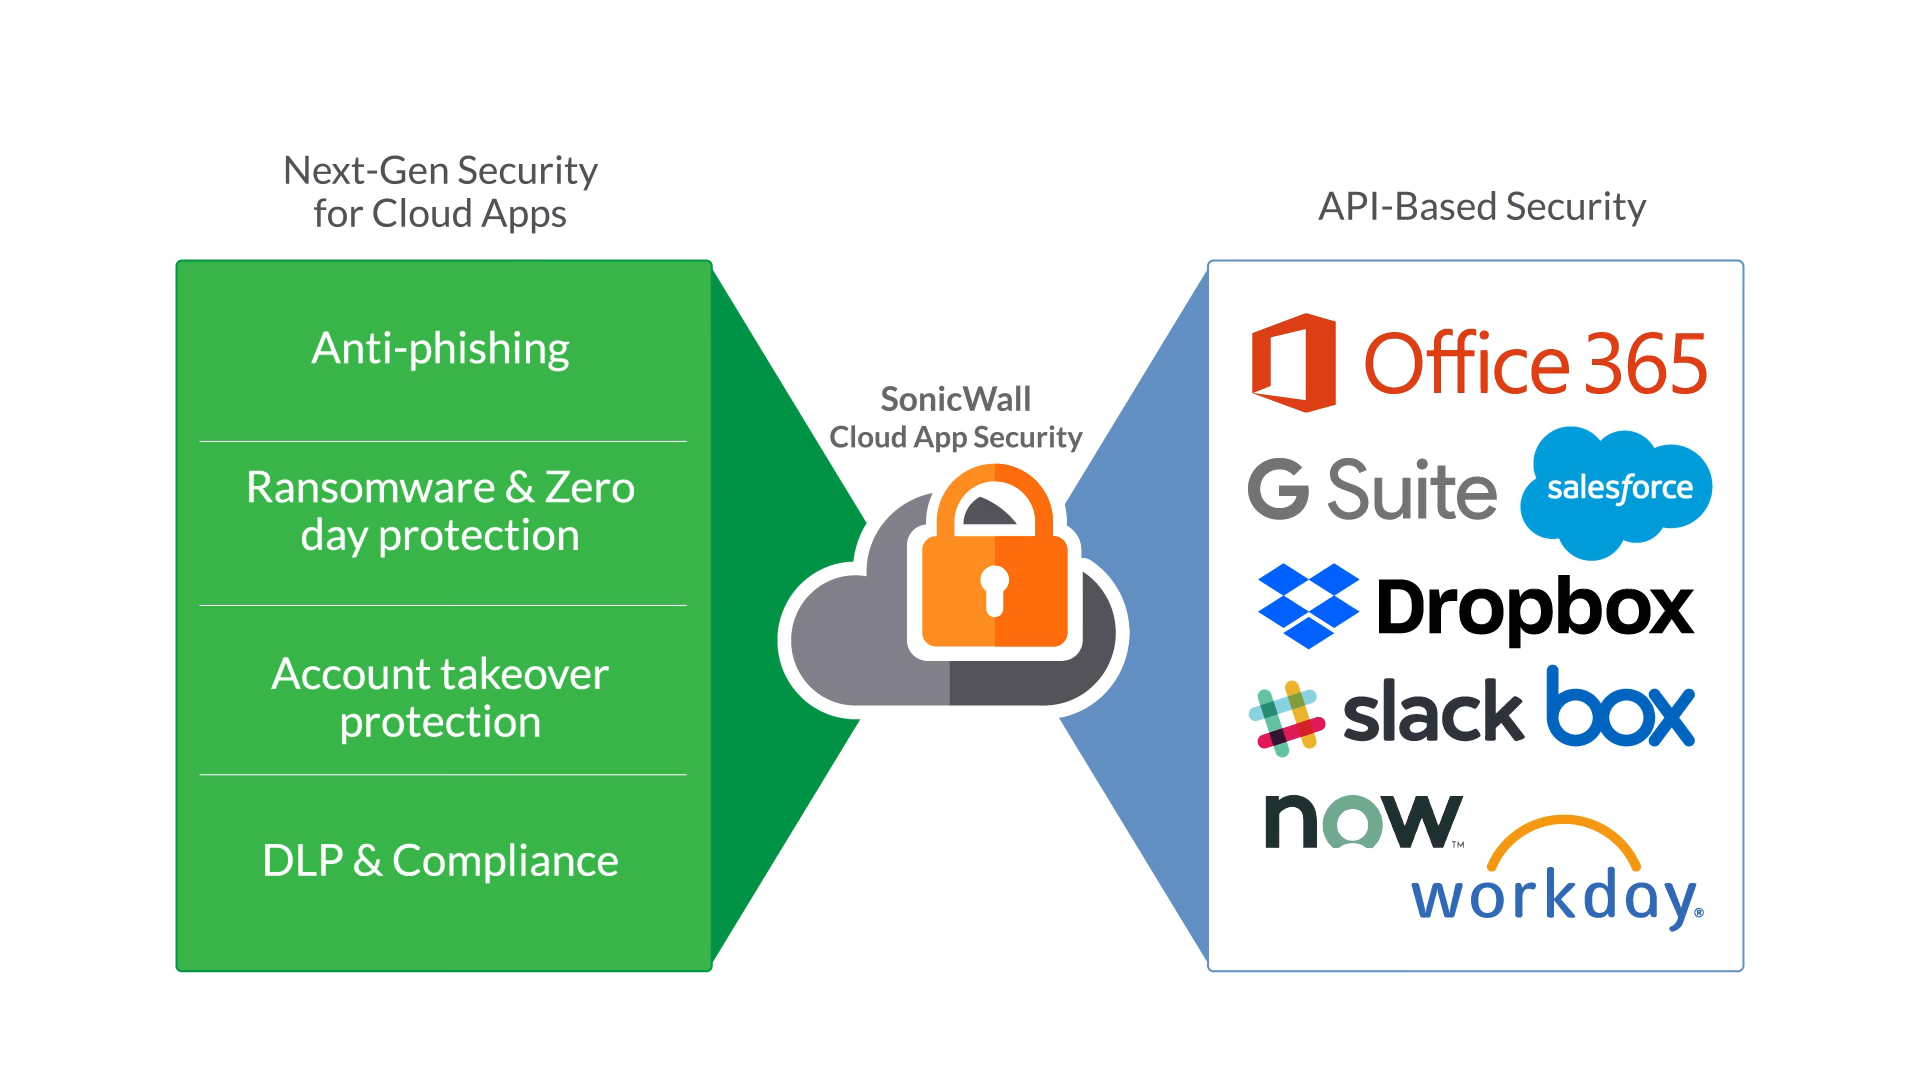 Next-Gen Security
for Cloud Apps
Anti-phishing
Ransomware & Zero
day protection
Account takeover
protection
DLP & Compliance
SonicWall
Cloud App Security
API-Based Security
Office 365
G Suite
salesforce
Dropbox
slack
box
now™
workday®